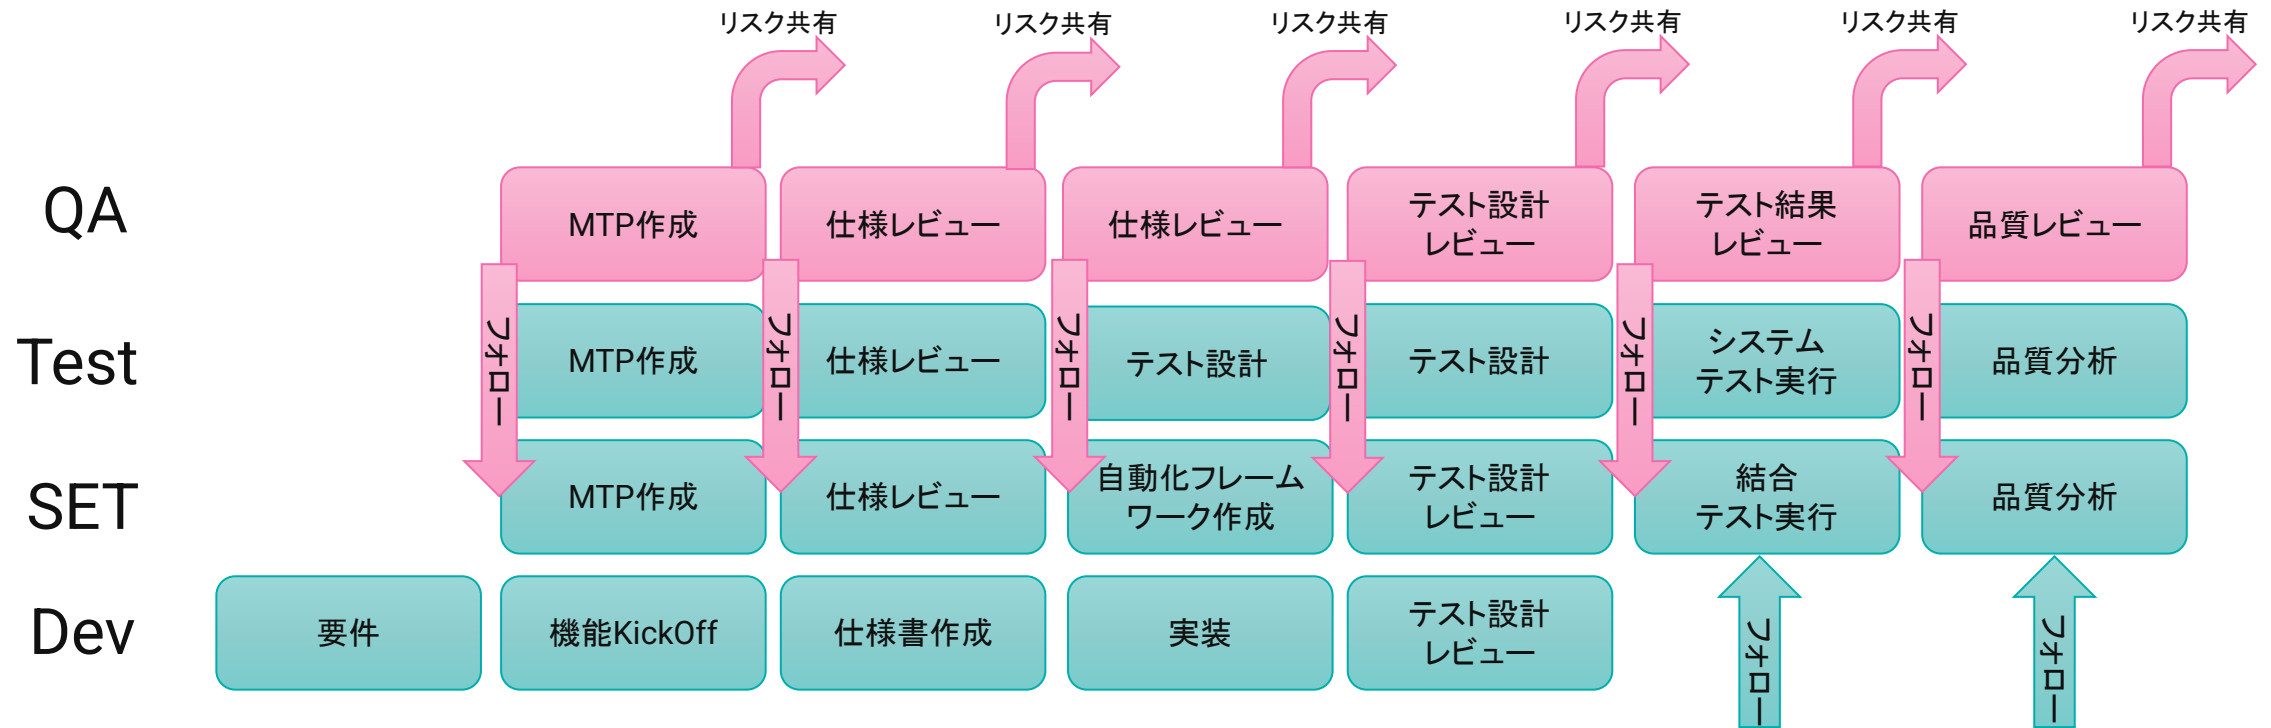 リスク共有
リスク共有
リスク共有
リスク共有
リスク共有
リスク共有
QA
MTP作成
仕様レビュー
仕様レビュー
テスト設計
レビュー
テスト結果
レビュー
品質レビュー
フォロー
フォロー
フォロー
フォロー
フォロー
フォロー
Test
MTP作成
仕様レビュー
テスト設計
テスト設計
システム
テスト実行
品質分析
SET
MTP作成
仕様レビュー
自動化フレーム
ワーク作成
テスト設計
レビュー
結合
テスト実行
品質分析
Dev
要件
機能KickOff
仕様書作成
実装
テスト設計
レビュー
フォロー
フォロー